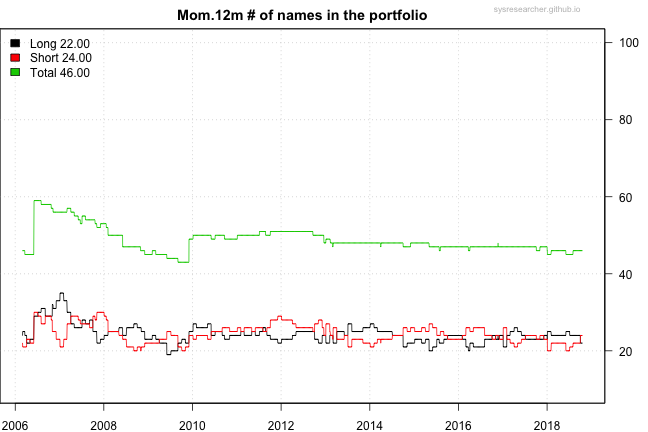 Mom.12m # of names in the portfolio
sysresearcher.github.io
Long 22.00
Short 24.00
Total 46.00
100
80
60
40
20
2006 2008 2010 2012 2014 2016 2018